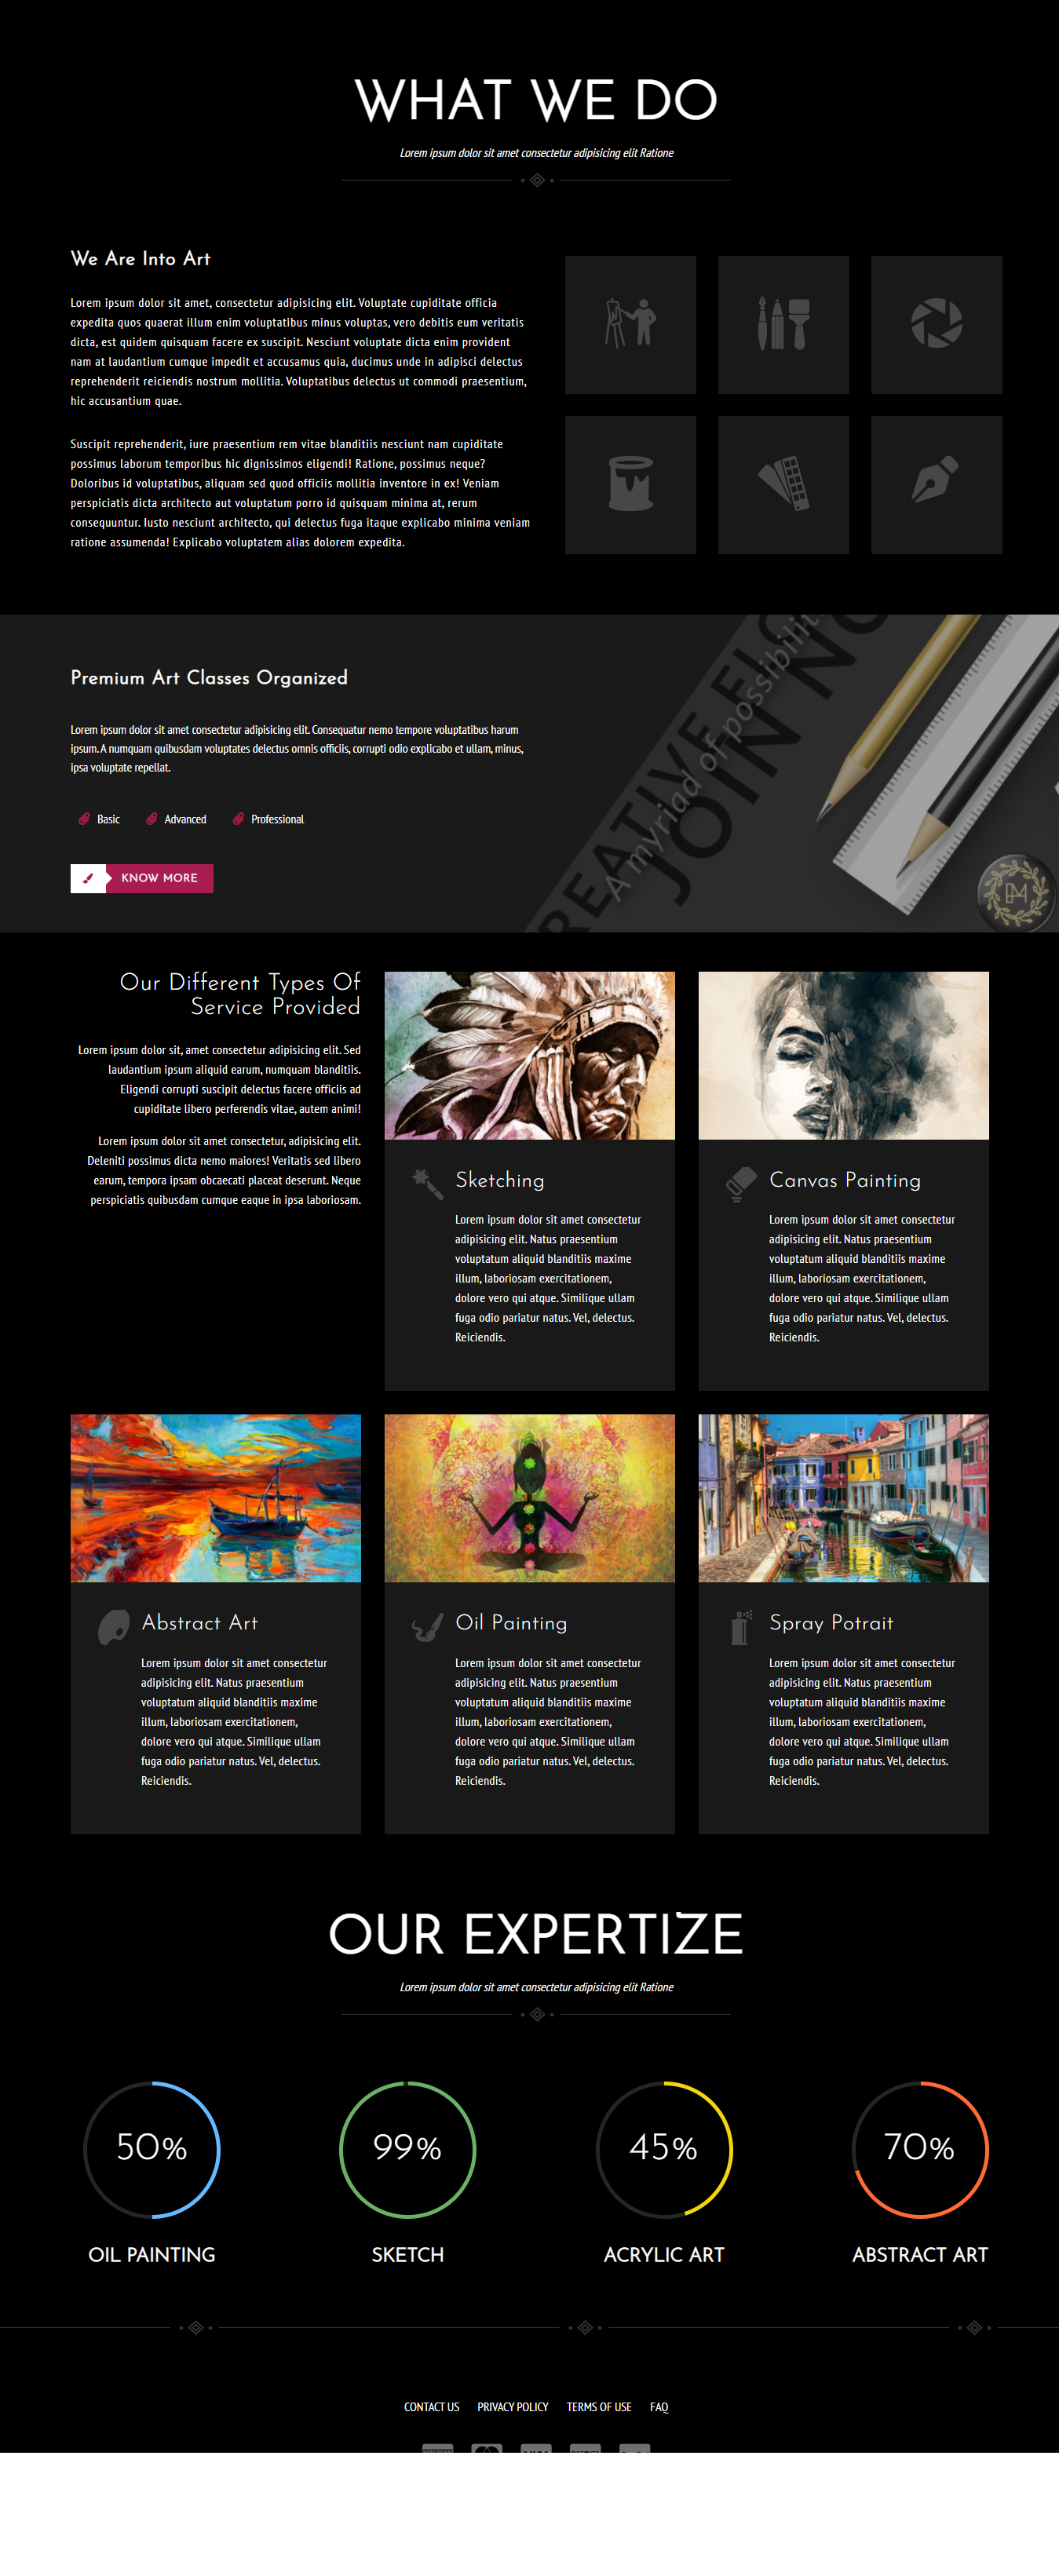 WHAT WE DO
Lorem ipsum dolor sit amet consectetur adipisicing elit Ratione
We Are Into Art
Lorem ipsum dolor sit amet, consectetur adipisicing elit. Voluptate cupiditate officia
expedita quos quaerat illum enim voluptatibus minus voluptas, vero debitis eum veritatis
dicta, est quidem quisquam facere ex suscipit. Nesciunt voluptate dicta enim provident
nam at laudantium cumque impedit et accusamus quia, ducimus unde in adipisci delectus
reprehenderit reiciendis nostrum mollitia. Voluptatibus delectus ut commodi praesentium,
hic accusantium quae.
Suscipit reprehenderit, iure praesentium rem vitae blanditiis nesciunt nam cupiditate
possimus laborum temporibus hic dignissimos eligendi! Ratione, possimus neque?
Doloribus id voluptatibus, aliquam sed quod officiis mollitia inventore in ex! Veniam
perspiciatis dicta architecto aut voluptatum porro id quisquam minima at, rerum
consequuntur. Iusto nesciunt architecto, qui delectus fuga itaque explicabo minima veniam
ratione assumenda! Explicabo voluptatem alias dolorem expedita.
Premium Art Classes Organized
Lorem ipsum dolor sit amet consectetur adipisicing elit. Consequatur nemo tempore voluptatibus harum
ipsum. A numquam quibusdam voluptates delectus omnis officiis, corrupti odio explicabo et ullam, minus,
ipsa voluptate repellat.
Basic Advanced Professional
KNOW MORE
A myriad of possibilit
JOIN NO
Our Different Types Of
Service Provided
Lorem ipsum dolor sit, amet consectetur adipisicing elit. Sed
laudantium ipsum aliquid earum, numquam blanditiis.
Eligendi corrupti suscipit delectus facere officiis ad
cupiditate libero perferendis vitae, autem animi!
Lorem ipsum dolor sit amet consectetur, adipisicing elit.
Deleniti possimus dicta nemo maiores! Veritatis sed libero
earum, tempora ipsam obcaecati placeat deserunt. Neque
perspiciatis quibusdam cumque eaque in ipsa laboriosam.
Sketching
Lorem ipsum dolor sit amet consectetur
adipisicing elit. Natus praesentium
voluptatum aliquid blanditiis maxime
illum, laboriosam exercitationem,
dolore vero qui atque. Similique ullam
fuga odio pariatur natus. Vel, delectus.
Reiciendis.
Canvas Painting
Lorem ipsum dolor sit amet consectetur
adipisicing elit. Natus praesentium
voluptatum aliquid blanditiis maxime
illum, laboriosam exercitationem,
dolore vero qui atque. Similique ullam
fuga odio pariatur natus. Vel, delectus.
Reiciendis.
Abstract Art
Lorem ipsum dolor sit amet consectetur
adipisicing elit. Natus praesentium
voluptatum aliquid blanditiis maxime
illum, laboriosam exercitationem,
dolore vero qui atque. Similique ullam
fuga odio pariatur natus. Vel, delectus.
Reiciendis.
Oil Painting
Lorem ipsum dolor sit amet consectetur
adipisicing elit. Natus praesentium
voluptatum aliquid blanditiis maxime
illum, laboriosam exercitationem,
dolore vero qui atque. Similique ullam
fuga odio pariatur natus. Vel, delectus.
Reiciendis.
Spray Potrait
Lorem ipsum dolor sit amet consectetur
adipisicing elit. Natus praesentium
voluptatum aliquid blanditiis maxime
illum, laboriosam exercitationem,
dolore vero qui atque. Similique ullam
fuga odio pariatur natus. Vel, delectus.
Reiciendis.
OUR EXPERTIZE
Lorem ipsum dolor sit amet consectetur adipisicing elit Ratione
50% 99% 45% 70%
OIL PAINTING SKETCH ACRYLIC ART ABSTRACT ART
CONTACT US PRIVACY POLICY TERMS OF USE FAQ